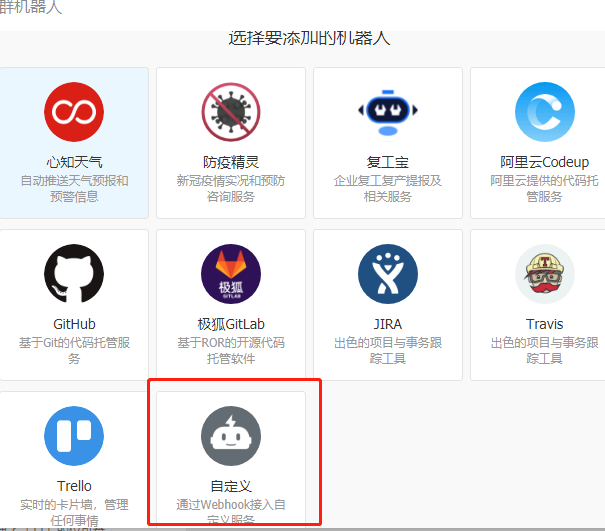 群机器人
选择要添加的机器人
心知天气
自动推送天气预报和
预警信息
防疫精灵
新冠疫情实况和预防
咨询服务
复工宝
企业复工复产提报及
相关服务
阿里云Codeup
阿里云提供的代码托
管服务
GitHub
基于Git的代码托管服
务
极狐
GITLAB
极狐GitLab
基于ROR的开源代码
托管软件
JIRA
出色的项目与事务跟
踪工具
T
Travis
出色的项目与事务跟
踪工具
Trello
实时的卡片墙，管理
任何事情
自定义
通过Webhook接入自
定义服务